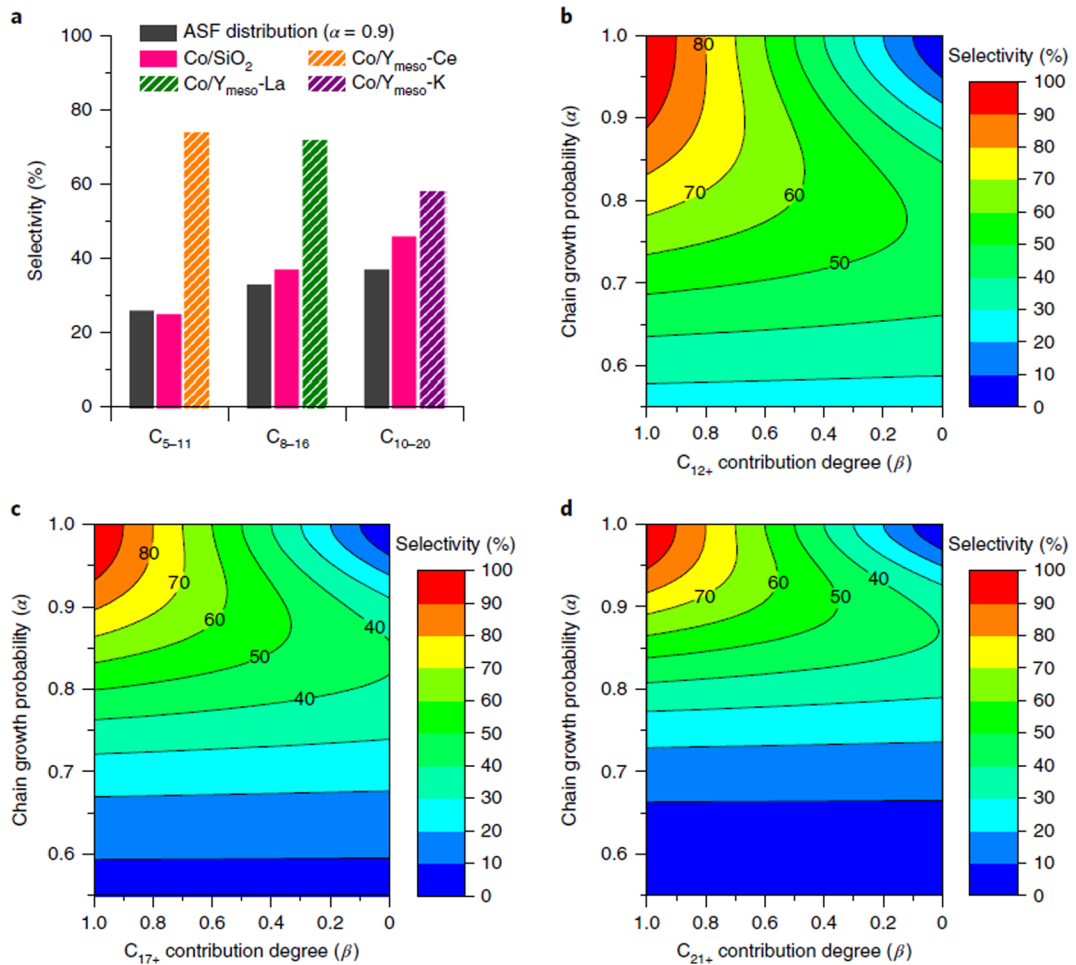 a
ASF distribution (α = 0.9)
Co/SiO₂
Co/Yₘₑₛₒ-Ce
Co/Yₘₑₛₒ-La
Co/Yₘₑₛₒ-K
Selectivity (%)
100
80
60
40
20
0
C₅₋₁₁
C₈₋₁₆
C₁₀₋₂₀
b
Chain growth probability (α)
1.0
0.9
0.8
0.7
0.6
80
70
60
50
1.0 0.8 0.6 0.4 0.2 0
C₁₂₊ contribution degree (β)
Selectivity (%)
100
90
80
70
60
50
40
30
20
10
0
c
Chain growth probability (α)
1.0
0.9
0.8
0.7
0.6
80
70
60
50
40
40
1.0 0.8 0.6 0.4 0.2 0
C₁₇₊ contribution degree (β)
Selectivity (%)
100
90
80
70
60
50
40
30
20
10
0
d
Chain growth probability (α)
1.0
0.9
0.8
0.7
0.6
70
60
50
40
1.0 0.8 0.6 0.4 0.2 0
C₂₁₊ contribution degree (β)
Selectivity (%)
100
90
80
70
60
50
40
30
20
10
0